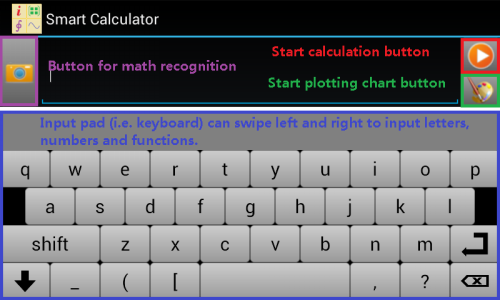 Smart Calculator
Start calculation button
Button for math recognition
Start plotting chart button
Input pad (i.e. keyboard) can swipe left and right to input letters,
numbers and functions.
q w e r t y u i o p
a s d f g h j k l
shift z x c v b n m
_ ( [ , ?